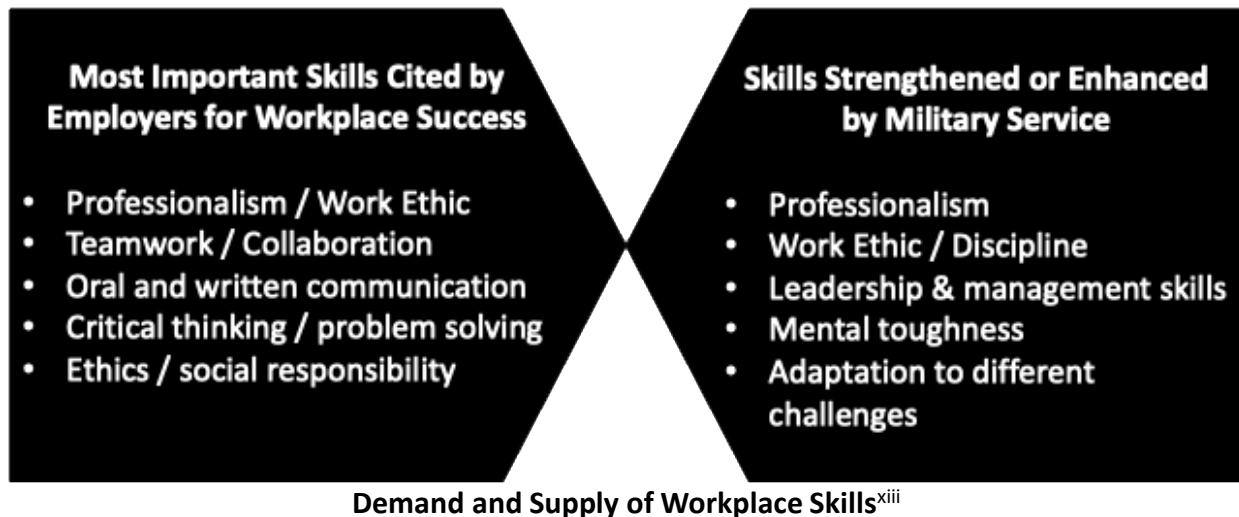 Most Important Skills Cited by
Employers for Workplace Success
• Professionalism / Work Ethic
• Teamwork / Collaboration
• Oral and written communication
• Critical thinking / problem solving
• Ethics / social responsibility
Skills Strengthened or Enhanced
by Military Service
• Professionalism
• Work Ethic / Discipline
• Leadership & management skills
• Mental toughness
• Adaptation to different
challenges
Demand and Supply of Workplace Skillsxiii